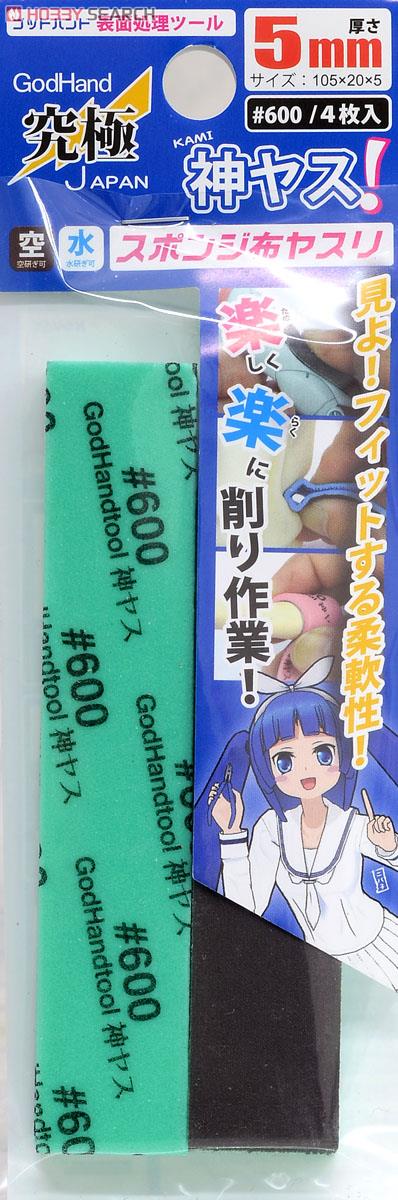 HOBBY SEARCH
ゴッドハンド 表面処理ツール
GodHand
究極
JAPAN
5mm
厚さ
サイズ：105×20×5
#600/4枚入
KAMI
神ヤス!
空
空研ぎ可
水
水研ぎ可
スポンジ布ヤスリ
見よ!フィットする柔軟性!
楽しく
たの
楽に
らく
削り作業!
#600
GodHandtool 神ヤス
#600
GodHandtool 神ヤス
#600
GodHandtool 神ヤス
#600